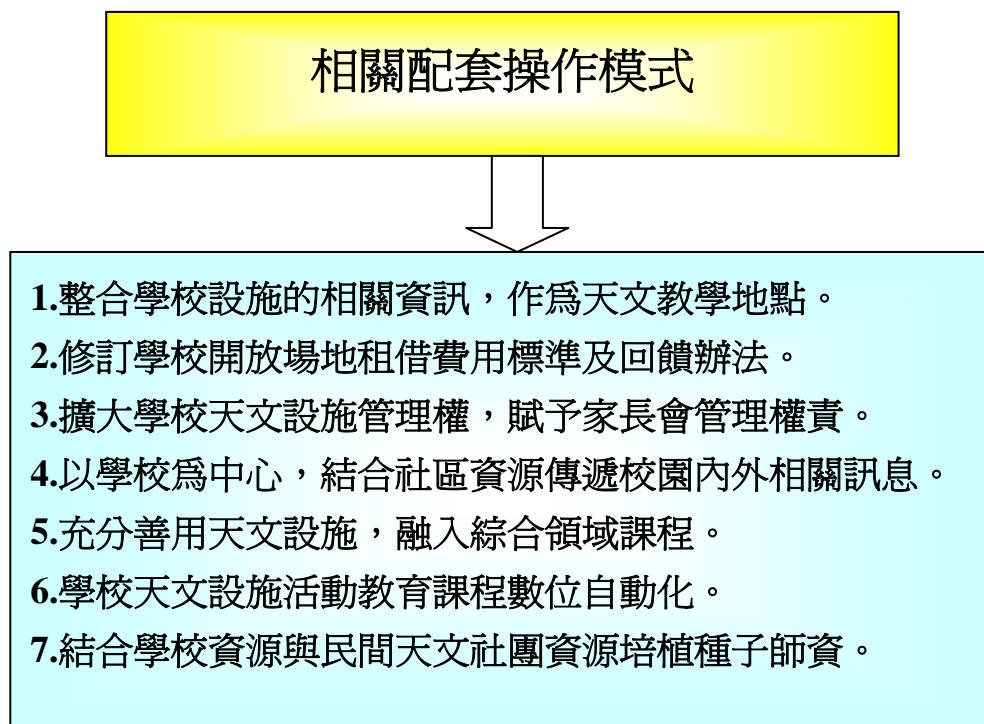 相關配套操作模式
1.整合學校設施的相關資訊，作為天文教學地點。
2.修訂學校開放場地租借費用標準及回饋辦法。
3.擴大學校天文設施管理權，賦予家長會管理權責。
4.以學校為中心，結合社區資源傳遞校園內外相關訊息。
5.充分善用天文設施，融入綜合領域課程。
6.學校天文設施活動教育課程數位自動化。
7.結合學校資源與民間天文社團資源培植種子師資。